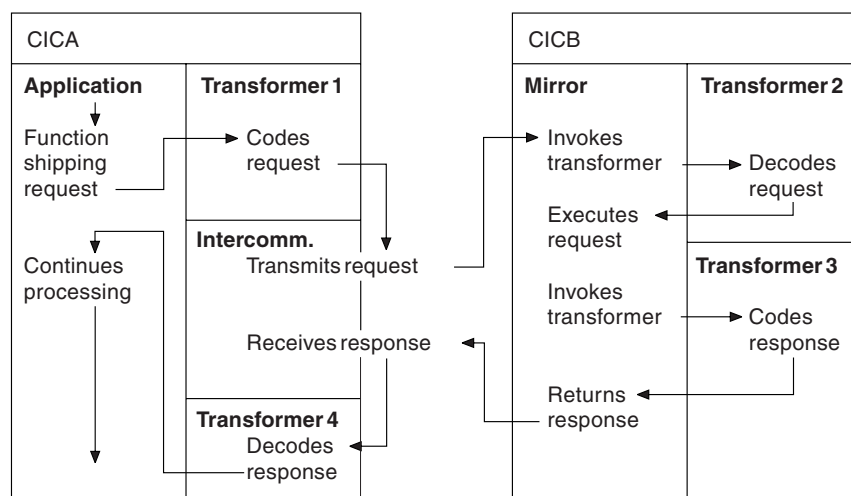 CICA
Application
Function
shipping
request
Continues
processing
Transformer 1
Codes
request
Intercomm.
Transmits request
Receives response
Transformer 4
Decodes
response
CICB
Mirror
Invokes
transformer
Executes
request
Invokes
transformer
Returns
response
Transformer 2
Decodes
request
Transformer 3
Codes
response